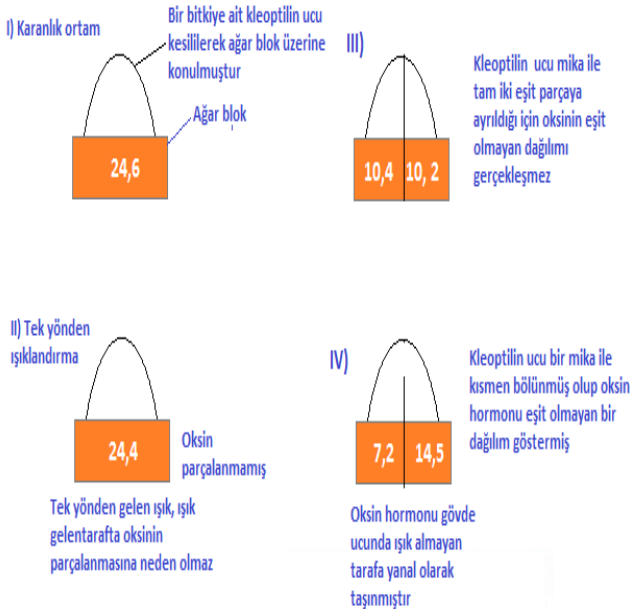 I) Karanlık ortam
Bir bitkiye ait kleoptilin ucu
kesililerek ağar blok üzerine
konulmuştur
Ağar blok
24,6
III)
Kleoptilin ucu mika ile
tam iki eşit parçaya
ayrıldığı için oksinin eşit
olmayan dağılımı
gerçekleşmez
10,4 10, 2
II) Tek yönden
ışıklandırma
24,4
Oksin
parçalanmamış
Tek yönden gelen ışık, ışık
gelentarafta oksinin
parçalanmasına neden olmaz
IV)
Kleoptilin ucu bir mika ile
kısmen bölünmüş olup oksin
hormonu eşit olmayan bir
dağılım göstermiş
7,2 14,5
Oksin hormonu gövde
ucunda ışık almayan
tarafa yanal olarak
taşınmıştır